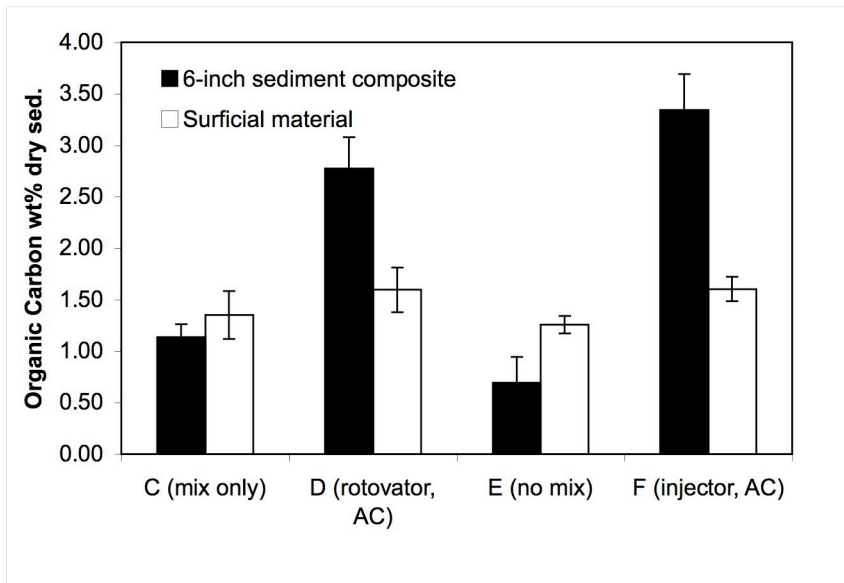 Organic Carbon wt% dry sed.
4.00
3.50
3.00
2.50
2.00
1.50
1.00
0.50
0.00
6-inch sediment composite
Surficial material
C (mix only)
D (rotovator,
AC)
E (no mix)
F (injector, AC)